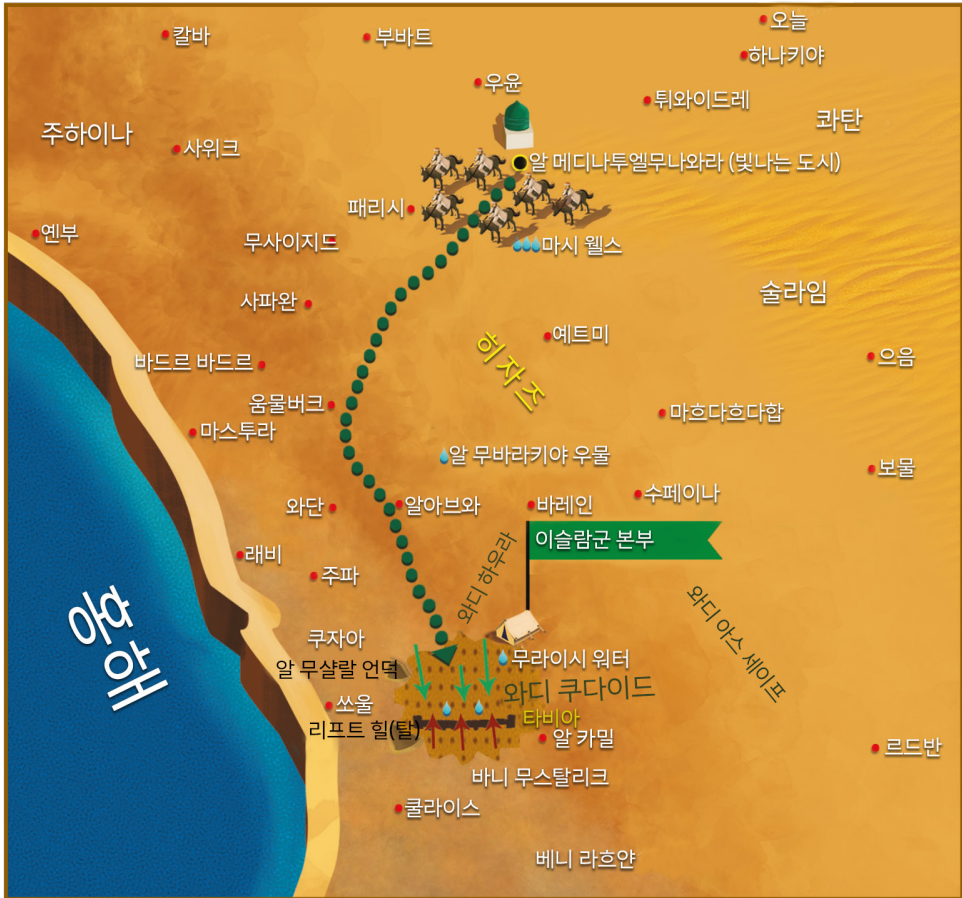 오늘
칼바
부바트
하나키야
우윤
튀와이드레
콰탄
주하이나
사위크
알 메디나투엘무나와라 (빛나는 도시)
패리시
옌부
무사이지드
마시 웰스
술라임
사파완
예트미
히자즈
으음
바드르 바드르
움물버크
마흐다흐다합
마스투라
알 무바라키야 우물
보물
수페이나
와단
알아브와
바레인
이슬람군 본부
래비
주파
와디 하우라
와디 아스 세이프
홍해
쿠자아
무라이시 워터
알 무샬랄 언덕
와디 쿠다이드
쏘울
타비아
리프트 힐(탈)
알 카밀
르드반
바니 무스탈리크
쿨라이스
베니 라흐얀